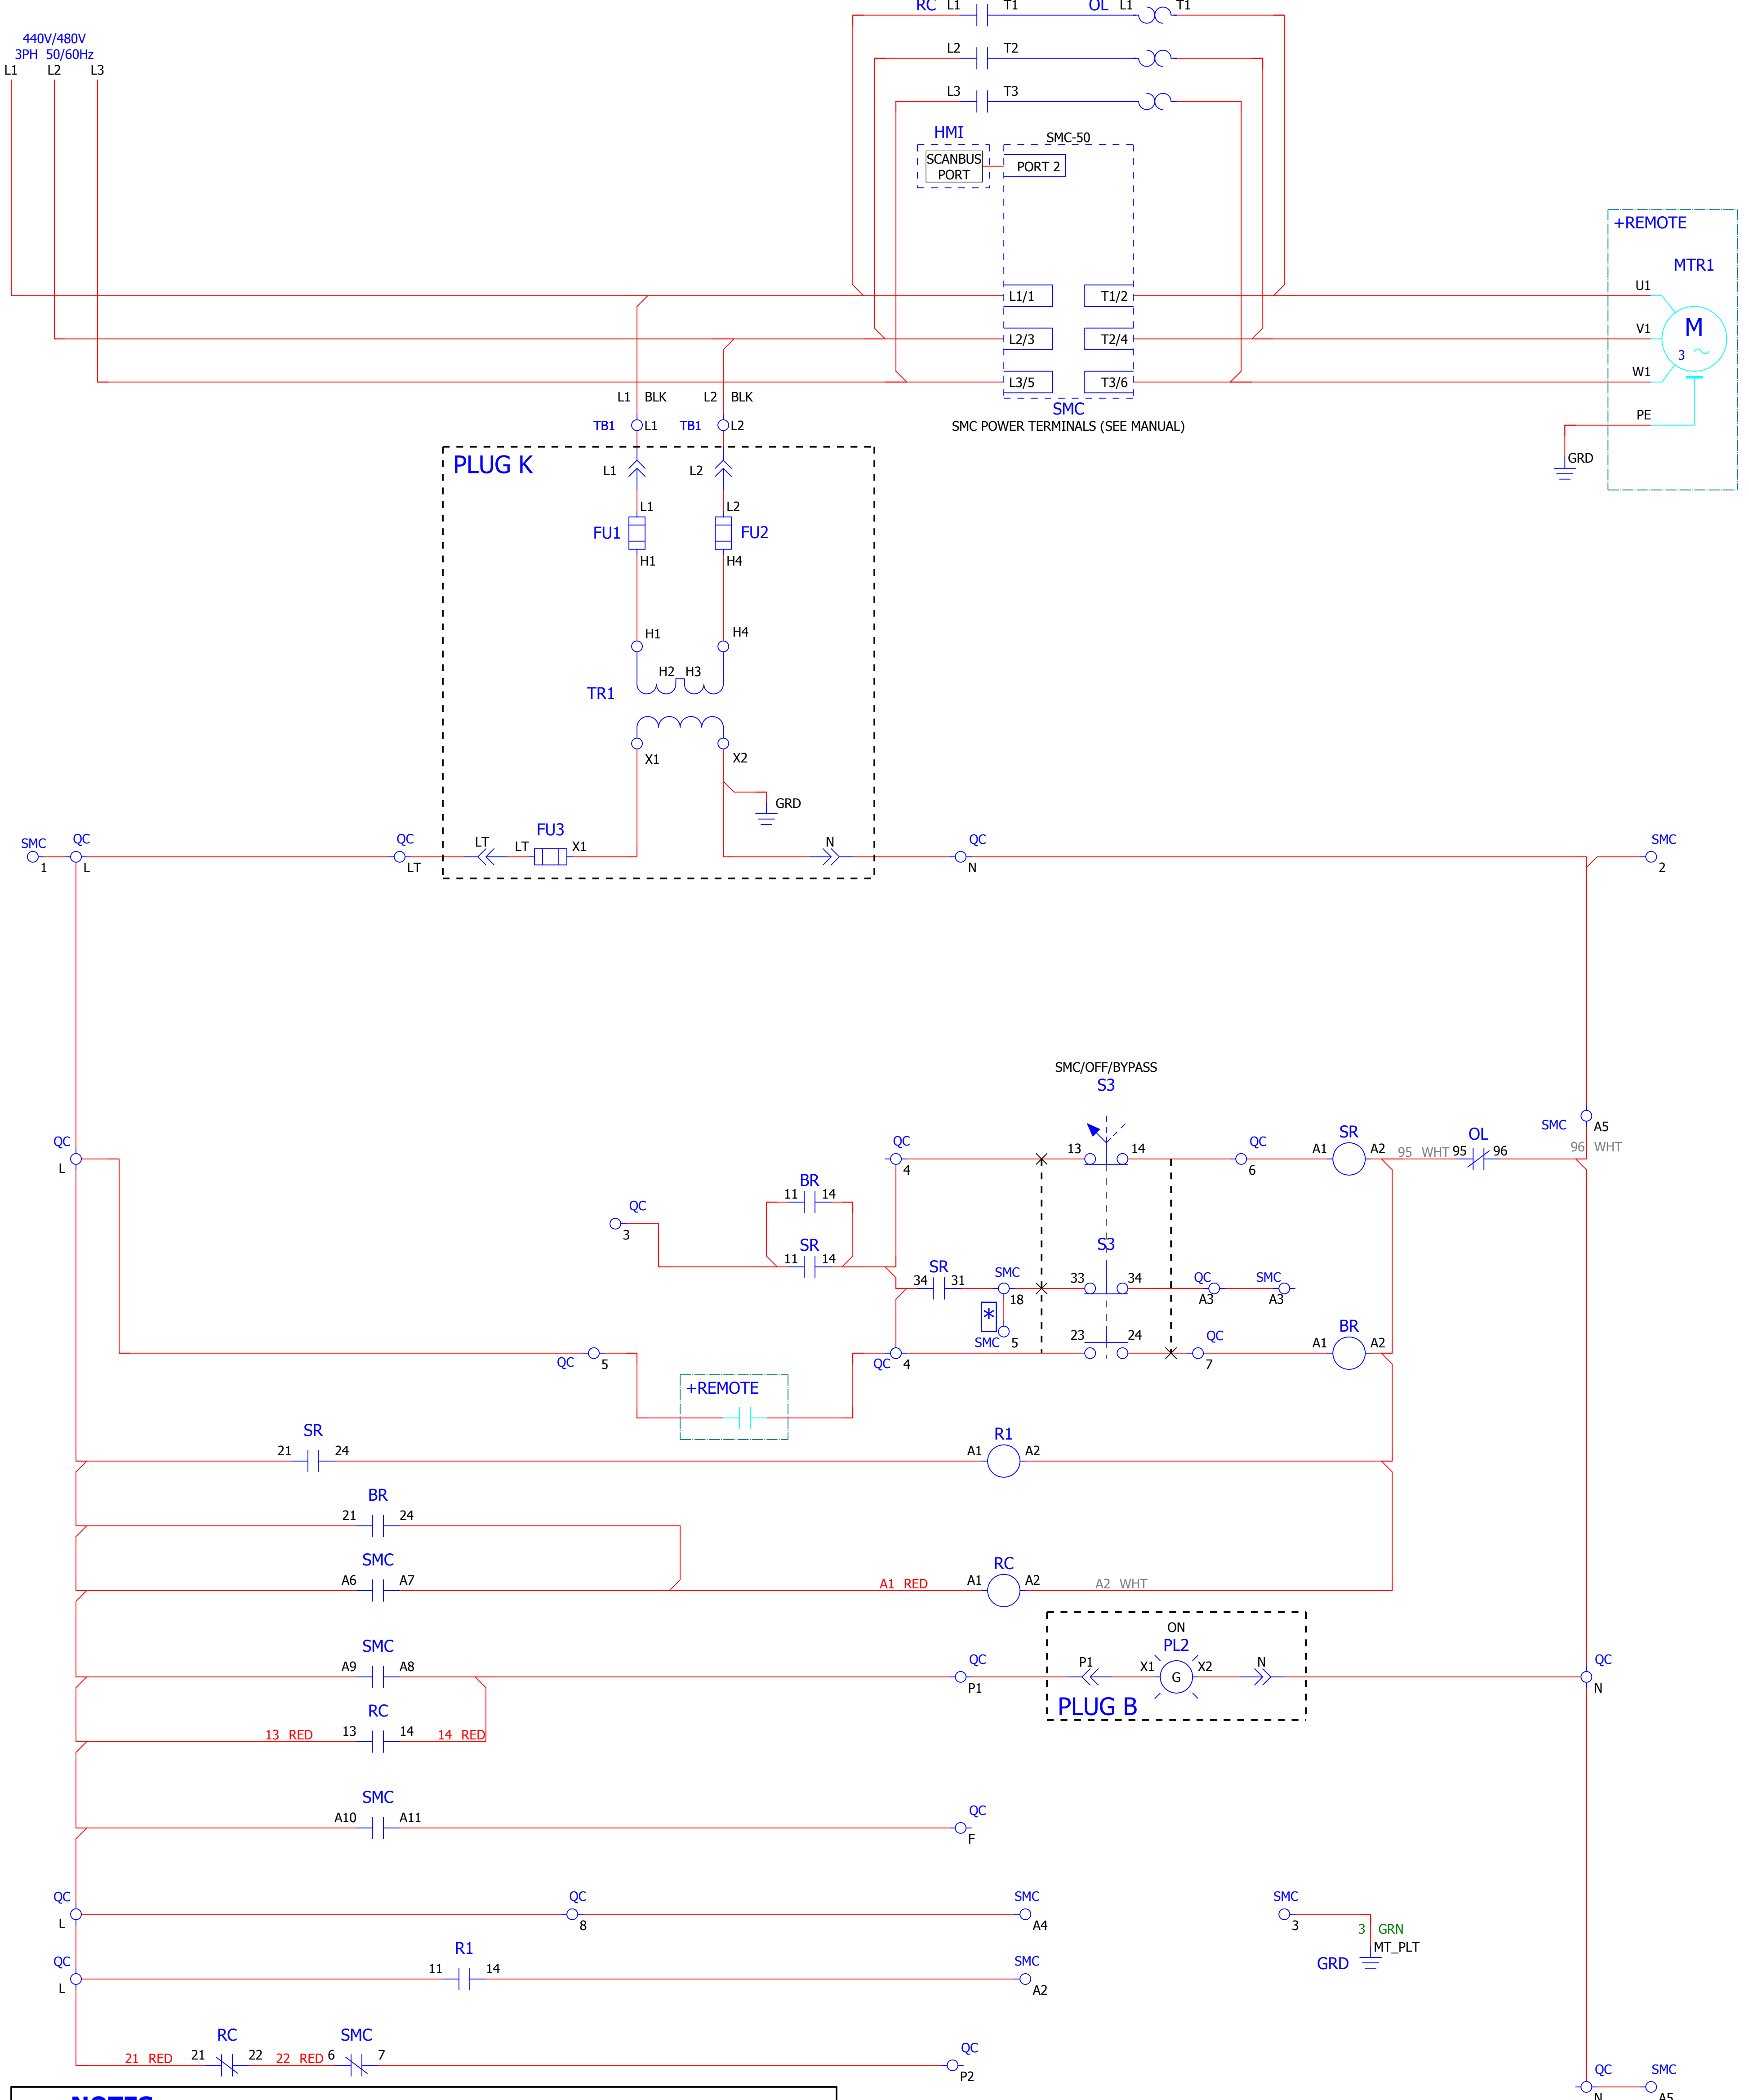 RC L1 T1 OL L1 T1
440V/480V
3PH 50/60Hz
L1 L2 L3
L2 T2
L3 T3
HMI
SMC-50
SCANBUS
PORT
PORT 2
+REMOTE
MTR1
L1/1 T1/2 U1
L2/3 T2/4 V1 M
3
L3/5 T3/6 W1
L1 BLK L2 BLK
SMC
SMC POWER TERMINALS (SEE MANUAL)
PE
TB1 L1 TB1 L2
GRD
PLUG K
L1 L2
L1 L2
FU1 FU2
H1 H4
H1 H4
H2 H3
TR1
X1 X2
GRD
SMC QC QC FU3 QC SMC
LT LT X1 N
1 L LT N 2
SMC/OFF/BYPASS
S3
SMC A5
QC QC 13 14 QC SR OL
A1 A2 95 WHT 95 96 96 WHT
L 4 6
BR
11 14
QC
3
SR
11 14
S3
SR
34 31 SMC 33 34 QC SMC
18 A3 A3
*
SMC 5
23 24 QC BR
A1 A2
QC 5 QC 4 7
+REMOTE
SR R1
21 24 A1 A2
BR
21 24
SMC RC
A6 A7 A1 RED A1 A2 A2 WHT
ON
SMC PL2
A9 A8 QC P1 X1 G X2 N QC
P1 N
PLUG B
RC
13 RED 13 14 14 RED
SMC
A10 A11 QC
F
QC QC SMC SMC
L 8 A4 3
3 GRN
MT_PLT
GRD
QC R1 SMC
11 14
L A2
RC SMC
21 RED 21 22 22 RED 6 7 QC
P2
QC SMC
N A5
NOTES